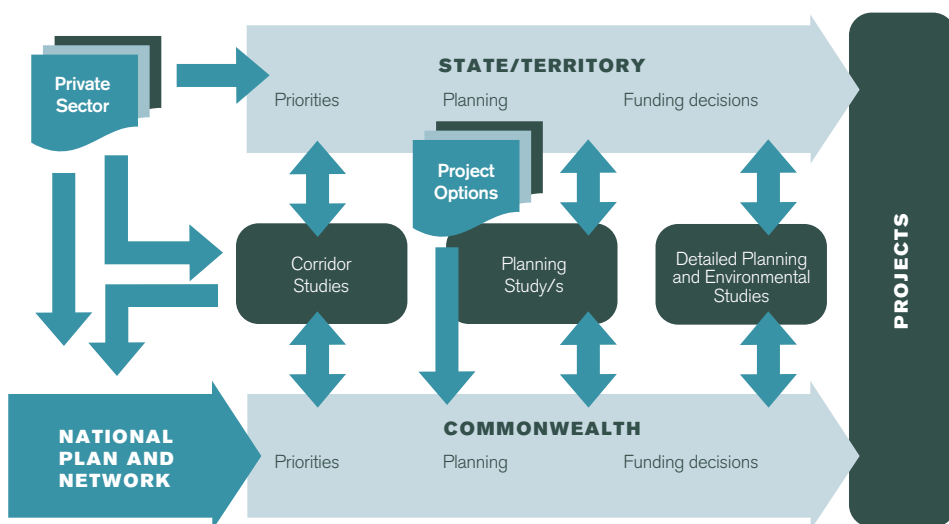 Private
Sector
STATE/TERRITORY
Priorities
Planning
Funding decisions
Project
Options
Corridor
Studies
Planning
Study/s
Detailed Planning
and Environmental
Studies
PROJECTS
NATIONAL
PLAN AND
NETWORK
COMMONWEALTH
Priorities
Planning
Funding decisions